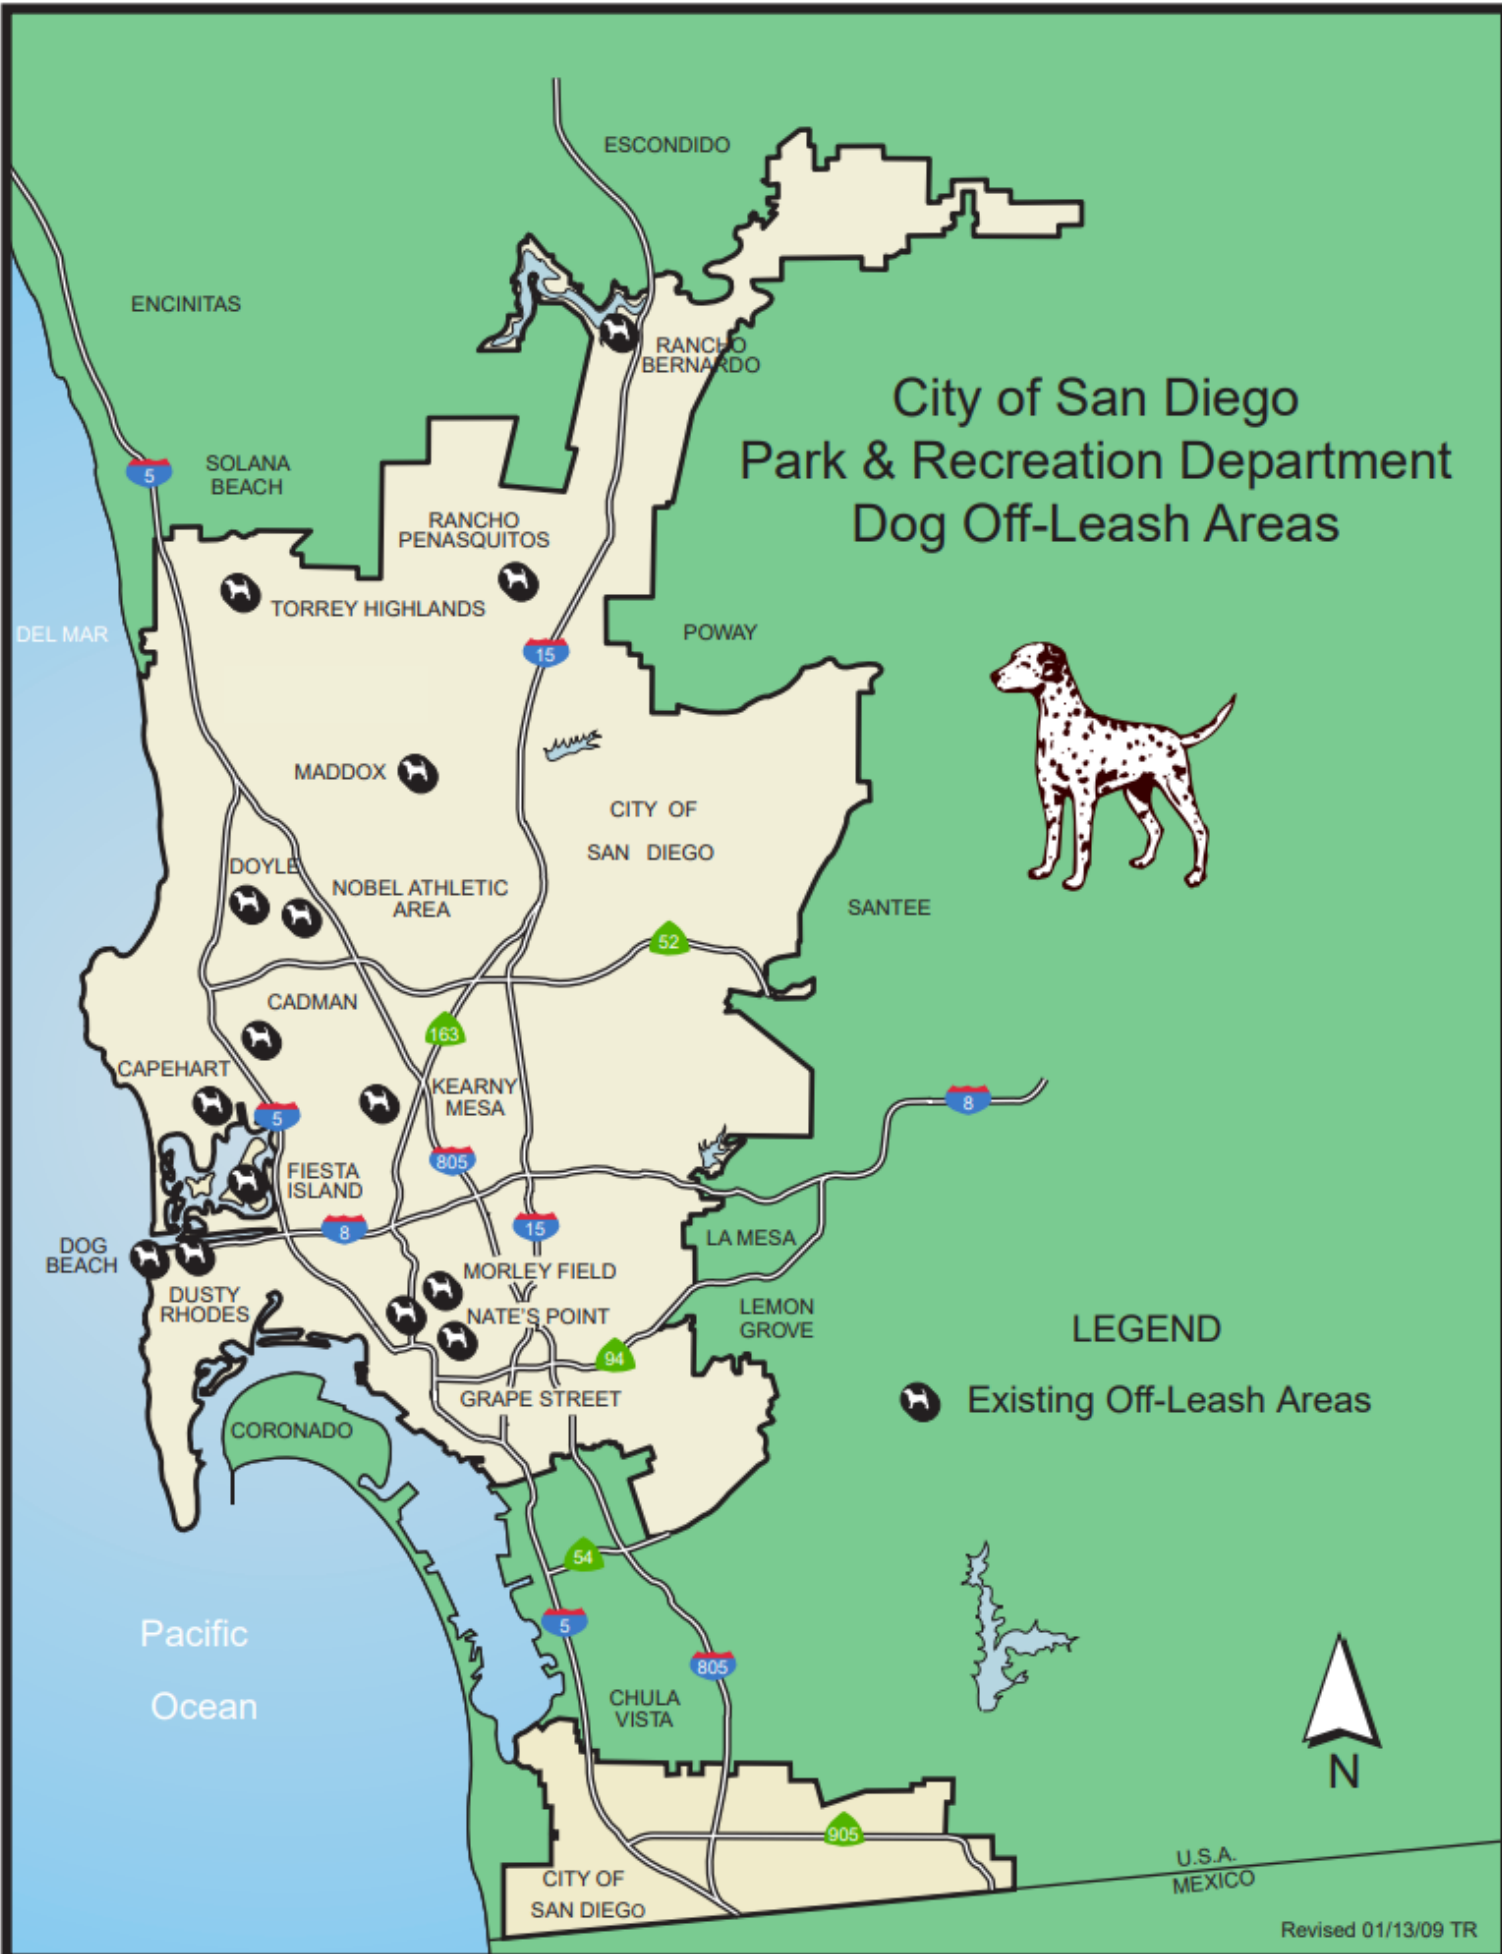 ESCONDIDO
ENCINITAS
RANCHO
BERNARDO
City of San Diego
Park & Recreation Department
Dog Off-Leash Areas
5
SOLANA
BEACH
RANCHO
PENASQUITOS
TORREY HIGHLANDS
DEL MAR
POWAY
15
MADDOX
CITY OF
SAN DIEGO
DOYLE
NOBEL ATHLETIC
AREA
SANTEE
52
CADMAN
163
CAPEHART
KEARNY
MESA
5
8
805
FIESTA
ISLAND
8
15
LA MESA
DOG
BEACH
MORLEY FIELD
DUSTY
RHODES
NATE'S POINT
LEMON
GROVE
LEGEND
94
GRAPE STREET
Existing Off-Leash Areas
CORONADO
54
5
Pacific
Ocean
805
CHULA
VISTA
N
905
U.S.A.
MEXICO
CITY OF
SAN DIEGO
Revised 01/13/09 TR